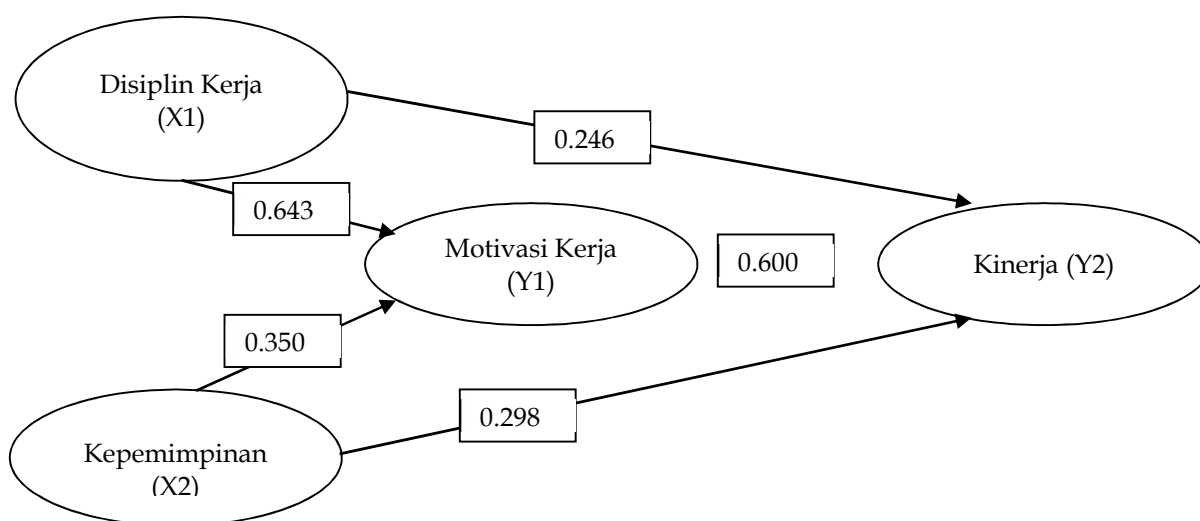 Disiplin Kerja
(X1)
0.246
0.643
Motivasi Kerja
(Y1)
0.600
Kinerja (Y2)
0.350
0.298
Kepemimpinan
(X2)